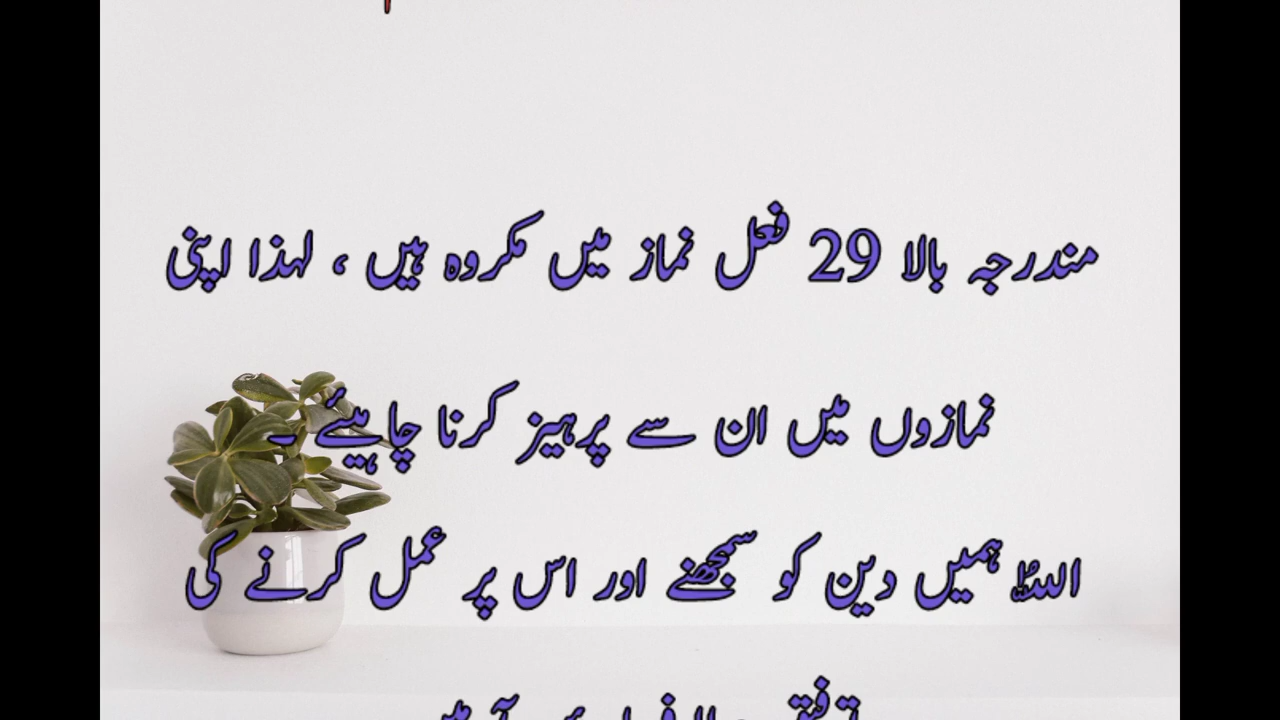 مندرجہ بالا 29 فعل نماز میں مکروہ ہیں ، لہذا اپنی
نمازوں میں ان سے پرہیز کرنا چاہیئے ۔
اللہ ہمیں دین کو سمجھنے اور اس پر عمل کرنے کی